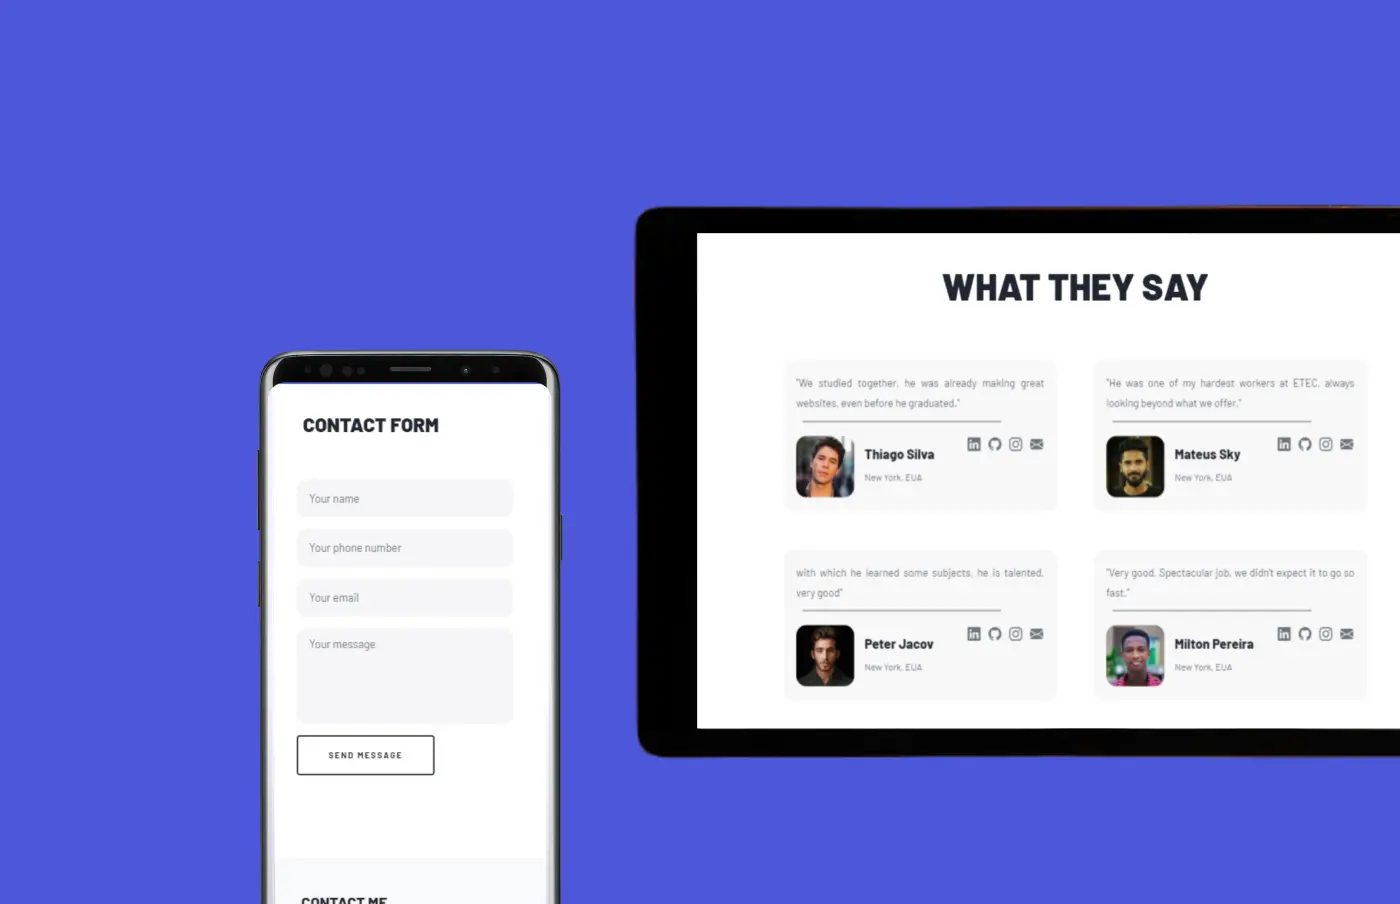 WHAT THEY SAY
"We studied together, he was already making great
websites, even before he graduated."
Thiago Silva
New York, EUA
"He was one of my hardest workers at ETEC, always
looking beyond what we offer."
Mateus Sky
New York, EUA
with which he learned some subjects, he is talented,
very good"
Peter Jacov
New York, EUA
"Very good. Spectacular job, we didn't expect it to go so
fast."
Milton Pereira
New York, EUA
CONTACT FORM
Your name
Your phone number
Your email
Your message
SEND MESSAGE
CONTACT ME